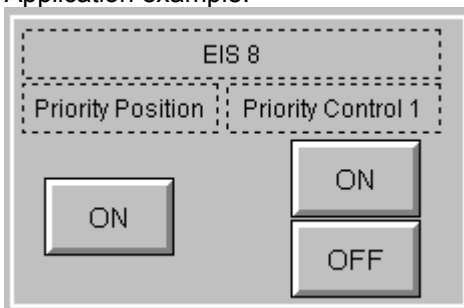 Application example:
EIS 8
Priority Position Priority Control 1
ON
ON
OFF